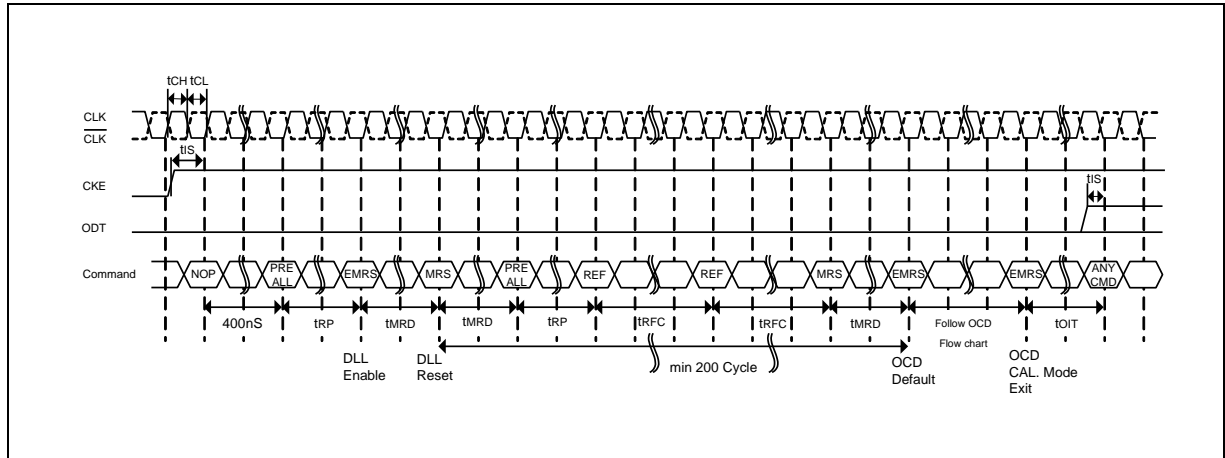 tCH tCL
CLK
CLK
tIS
CKE
tIS
ODT
Command
NOP
PRE
ALL
EMRS
MRS
PRE
ALL
REF
REF
MRS
EMRS
EMRS
ANY
CMD
400nS
tRP
tMRD
tMRD
tRP
tRFC
tRFC
tMRD
Follow OCD
Flow chart
tOIT
DLL
Enable
DLL
Reset
min 200 Cycle
OCD
Default
OCD
CAL. Mode
Exit